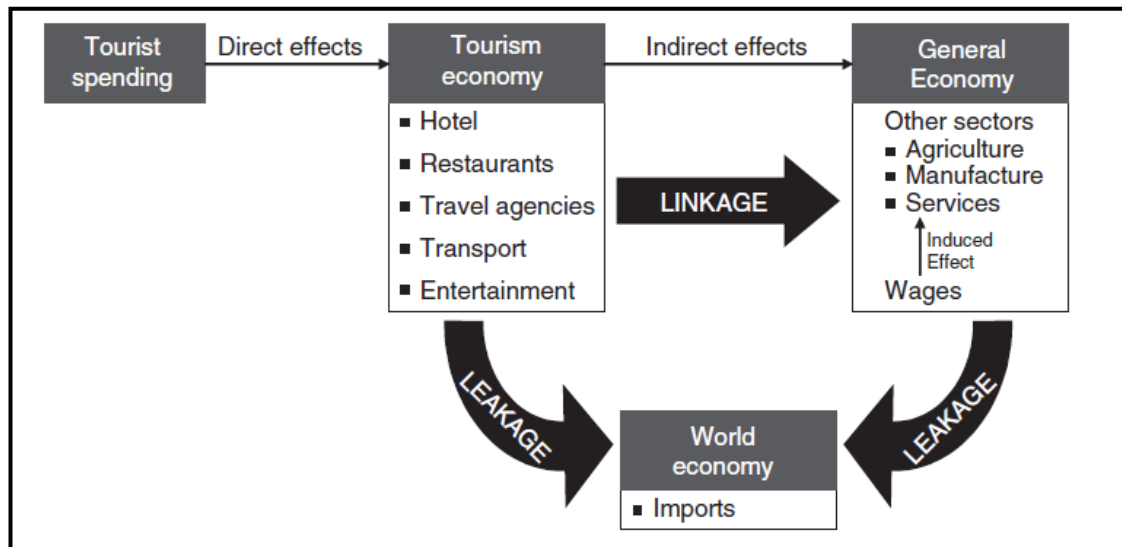 Tourist
spending
Direct effects
Tourism
economy
Indirect effects
General
Economy
▪ Hotel
▪ Restaurants
▪ Travel agencies
▪ Transport
▪ Entertainment
LINKAGE
Other sectors
▪ Agriculture
▪ Manufacture
▪ Services
Induced
Effect
Wages
LEAKAGE
LEAKAGE
World
economy
▪ Imports